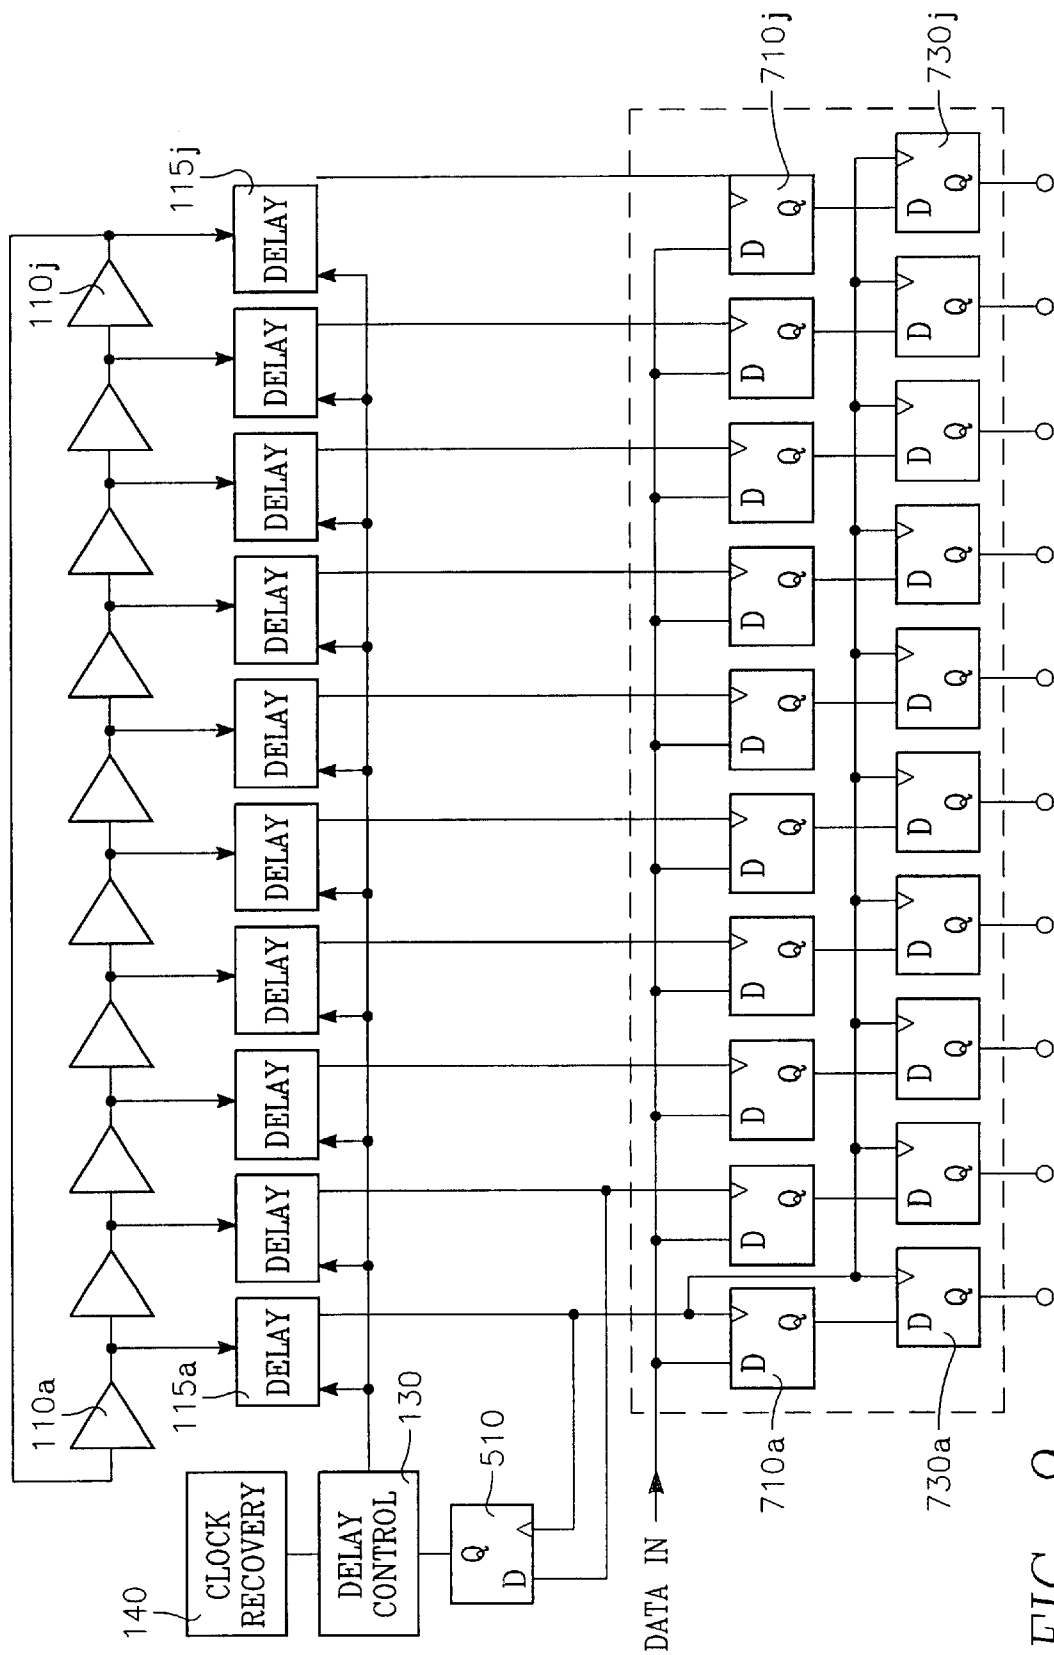 110a
110j
140
CLOCK
RECOVERY
115a
115j
DELAY
DELAY
DELAY
DELAY
DELAY
DELAY
DELAY
DELAY
DELAY
DELAY
DELAY
CONTROL
130
Q
D
510
DATA IN
D Q
D Q
D Q
D Q
D Q
D Q
D Q
D Q
D Q
D Q
710a
710j
D Q
D Q
D Q
D Q
D Q
D Q
D Q
D Q
D Q
D Q
730a
730j
FIG